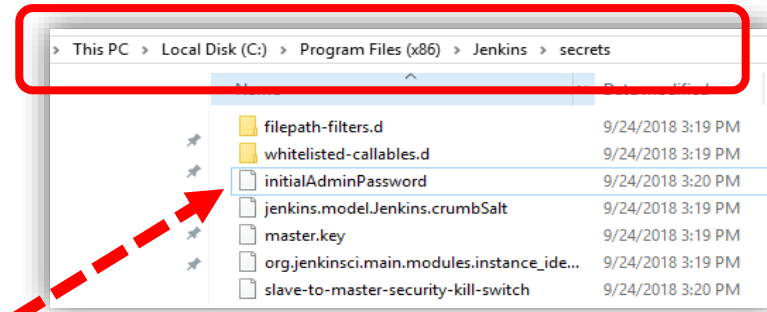 > This PC > Local Disk (C:) > Program Files (x86) > Jenkins > secrets
Name Date modified
filepath-filters.d 9/24/2018 3:19 PM
whitelisted-callables.d 9/24/2018 3:19 PM
initialAdminPassword 9/24/2018 3:20 PM
jenkins.model.Jenkins.crumbSalt 9/24/2018 3:19 PM
master.key 9/24/2018 3:19 PM
org.jenkinsci.main.modules.instance_ide... 9/24/2018 3:19 PM
slave-to-master-security-kill-switch 9/24/2018 3:20 PM